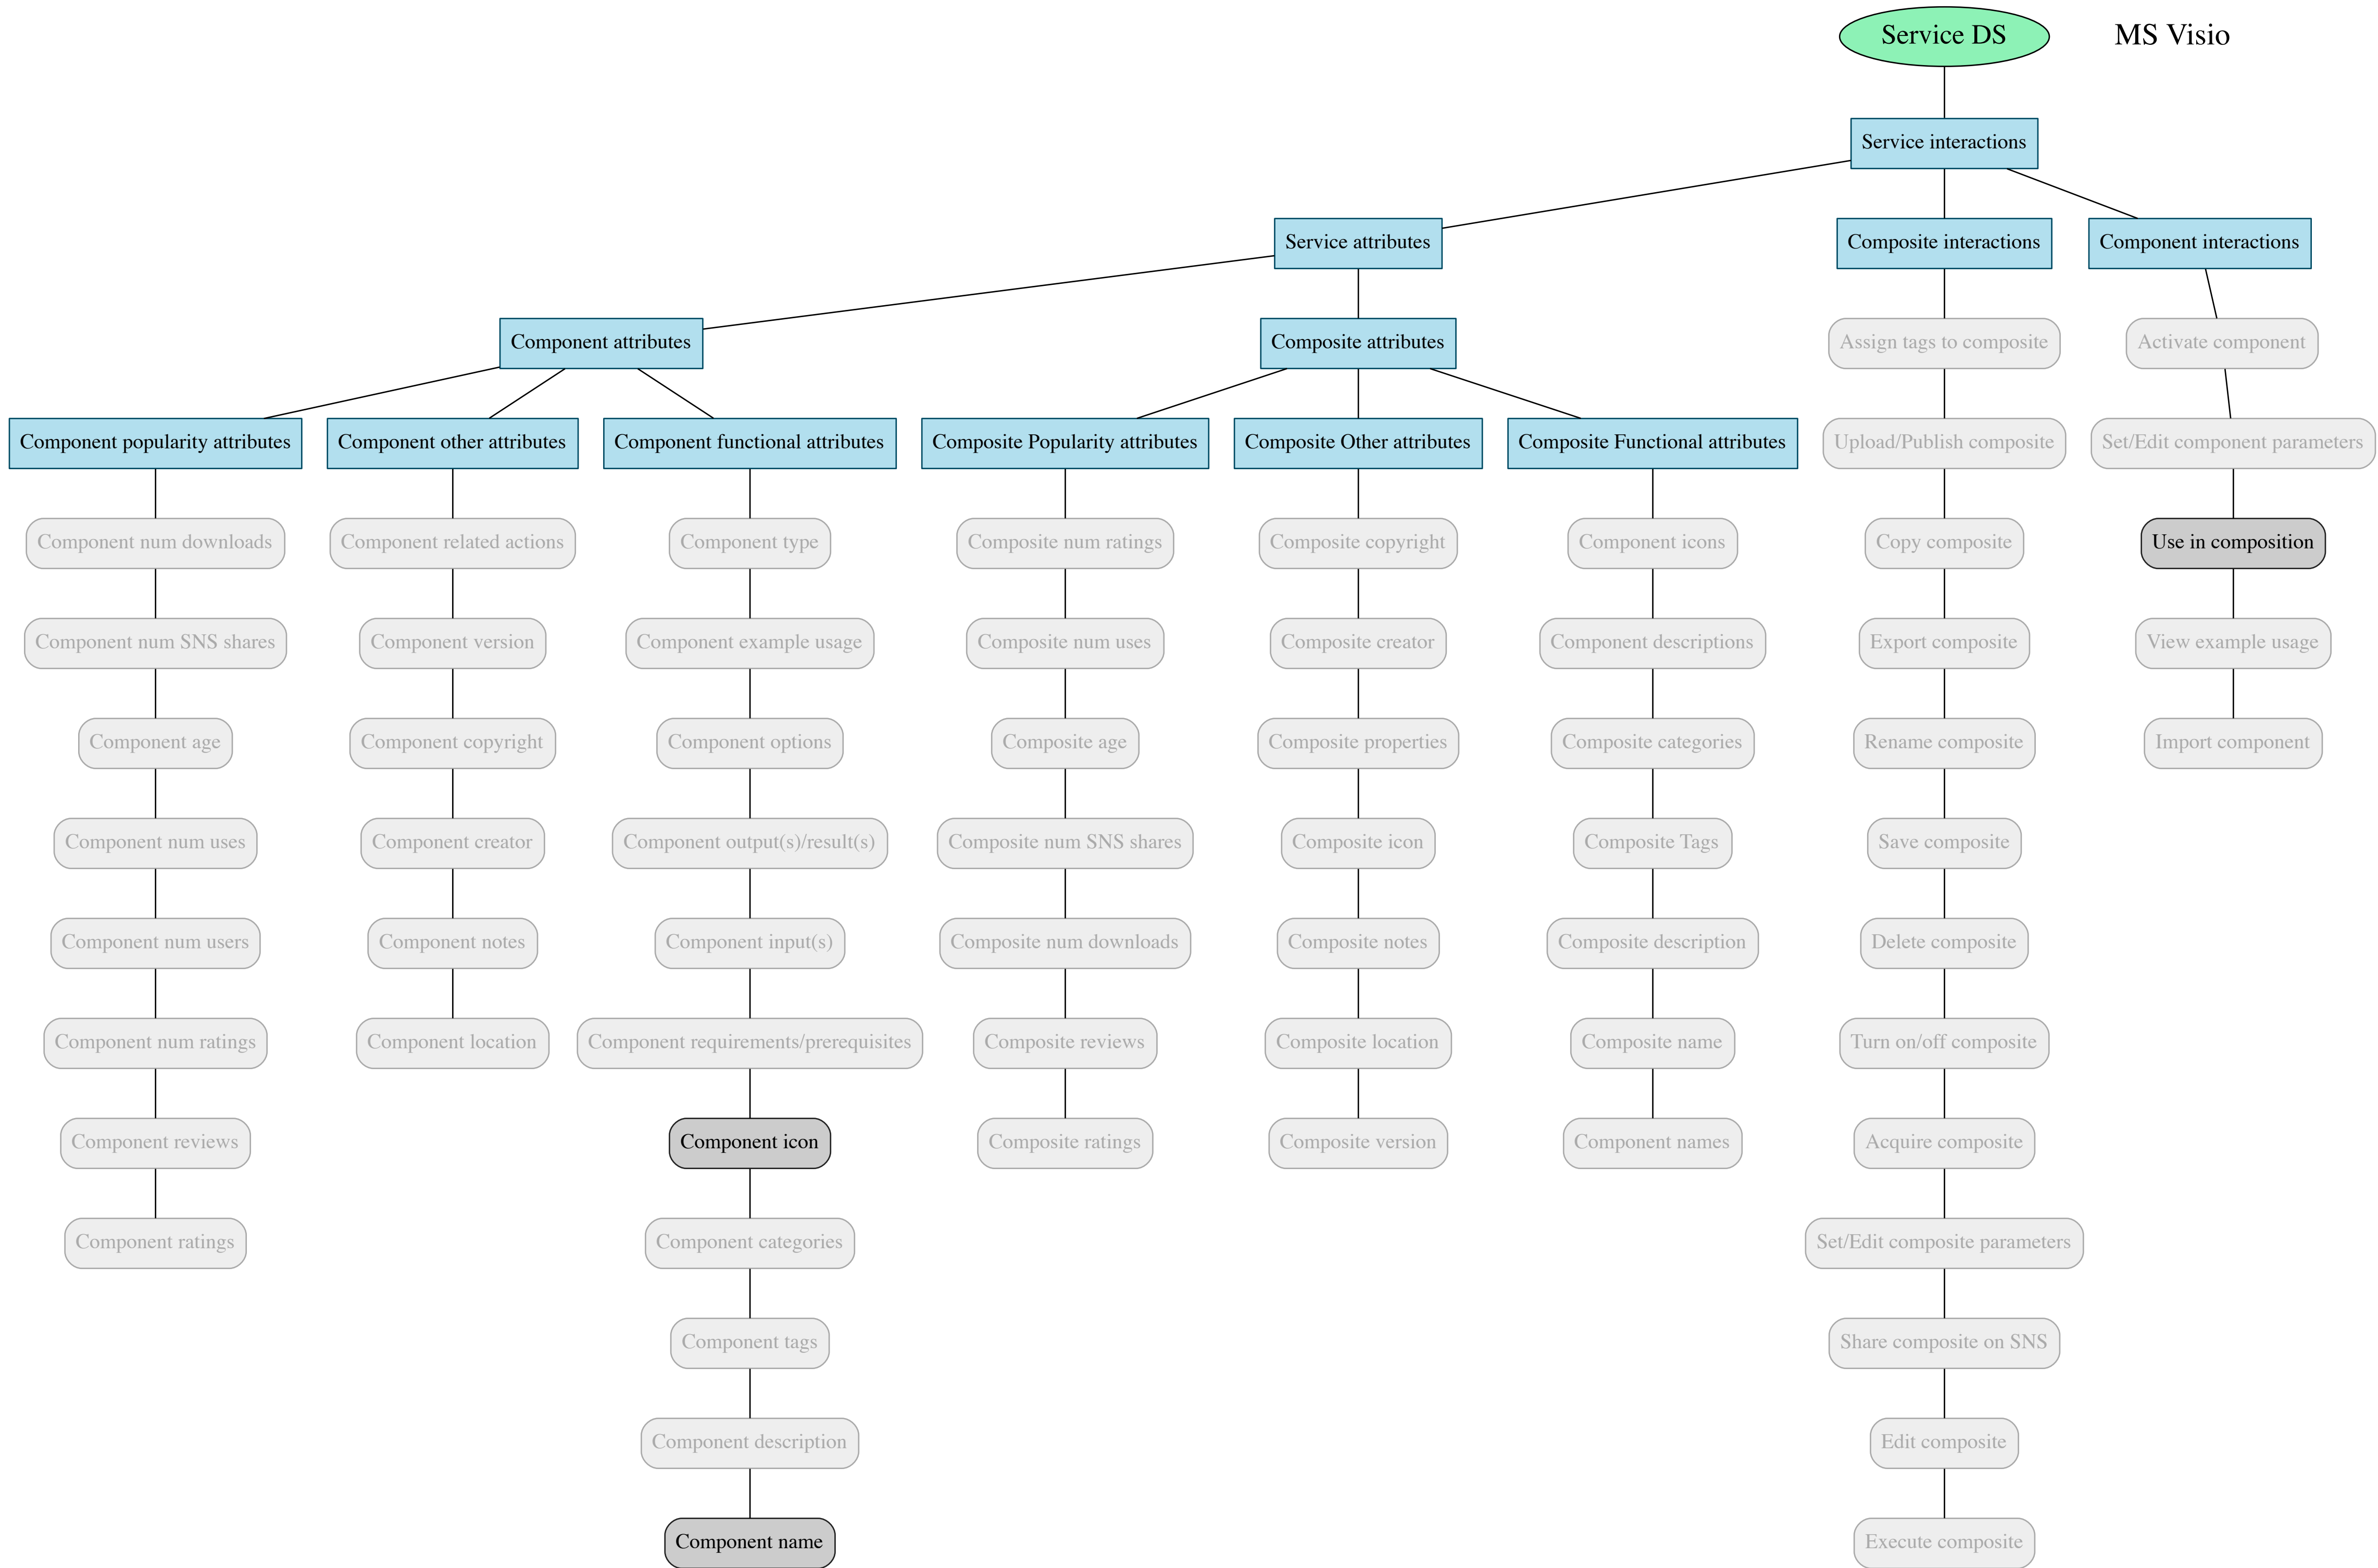 Service DS
MS Visio
Service interactions
Service attributes
Composite interactions
Component interactions
Component attributes
Composite attributes
Assign tags to composite
Activate component
Component popularity attributes
Component other attributes
Component functional attributes
Composite Popularity attributes
Composite Other attributes
Composite Functional attributes
Upload/Publish composite
Set/Edit component parameters
Component num downloads
Component related actions
Component type
Composite num ratings
Composite copyright
Component icons
Copy composite
Use in composition
Component num SNS shares
Component version
Component example usage
Composite num uses
Composite creator
Component descriptions
Export composite
View example usage
Component age
Component copyright
Component options
Composite age
Composite properties
Composite categories
Rename composite
Import component
Component num uses
Component creator
Component output(s)/result(s)
Composite num SNS shares
Composite icon
Composite Tags
Save composite
Component num users
Component notes
Component input(s)
Composite num downloads
Composite notes
Composite description
Delete composite
Component num ratings
Component location
Component requirements/prerequisites
Composite reviews
Composite location
Composite name
Turn on/off composite
Component reviews
Component icon
Composite ratings
Composite version
Component names
Acquire composite
Component ratings
Component categories
Set/Edit composite parameters
Component tags
Share composite on SNS
Component description
Edit composite
Component name
Execute composite